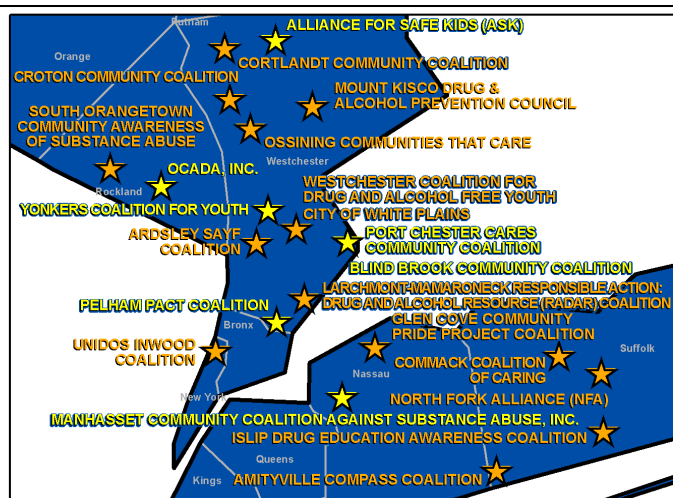 Putnam
ALLIANCE FOR SAFE KIDS (ASK)
Orange
CORTLANDT COMMUNITY COALITION
CROTON COMMUNITY COALITION
MOUNT KISCO DRUG &
ALCOHOL PREVENTION COUNCIL
SOUTH ORANGETOWN
COMMUNITY AWARENESS
OF SUBSTANCE ABUSE
OSSINING COMMUNITIES THAT CARE
Westchester
OCADA, INC.
Rockland
WESTCHESTER COALITION FOR
DRUG AND ALCOHOL FREE YOUTH
YONKERS COALITION FOR YOUTH
CITY OF WHITE PLAINS
ARDSLEY SAYF
COALITION
PORT CHESTER CARES
COMMUNITY COALITION
BLIND BROOK COMMUNITY COALITION
LARCHMONT-MAMARONECK RESPONSIBLE ACTION:
DRUG AND ALCOHOL RESOURCE (RADAR) COALITION
PELHAM PACT COALITION
GLEN COVE COMMUNITY
PRIDE PROJECT COALITION
Bronx
UNIDOS INWOOD
COALITION
Suffolk
COMMACK COALITION
OF CARING
Nassau
New York
NORTH FORK ALLIANCE (NFA)
MANHASSET COMMUNITY COALITION AGAINST SUBSTANCE ABUSE, INC.
ISLIP DRUG EDUCATION AWARENESS COALITION
Queens
Kings
AMITYVILLE COMPASS COALITION